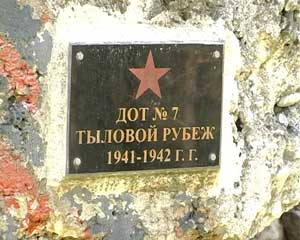 ДОТ № 7
ТЫЛОВОЙ РУБЕЖ
1941-1942 Г. Г.